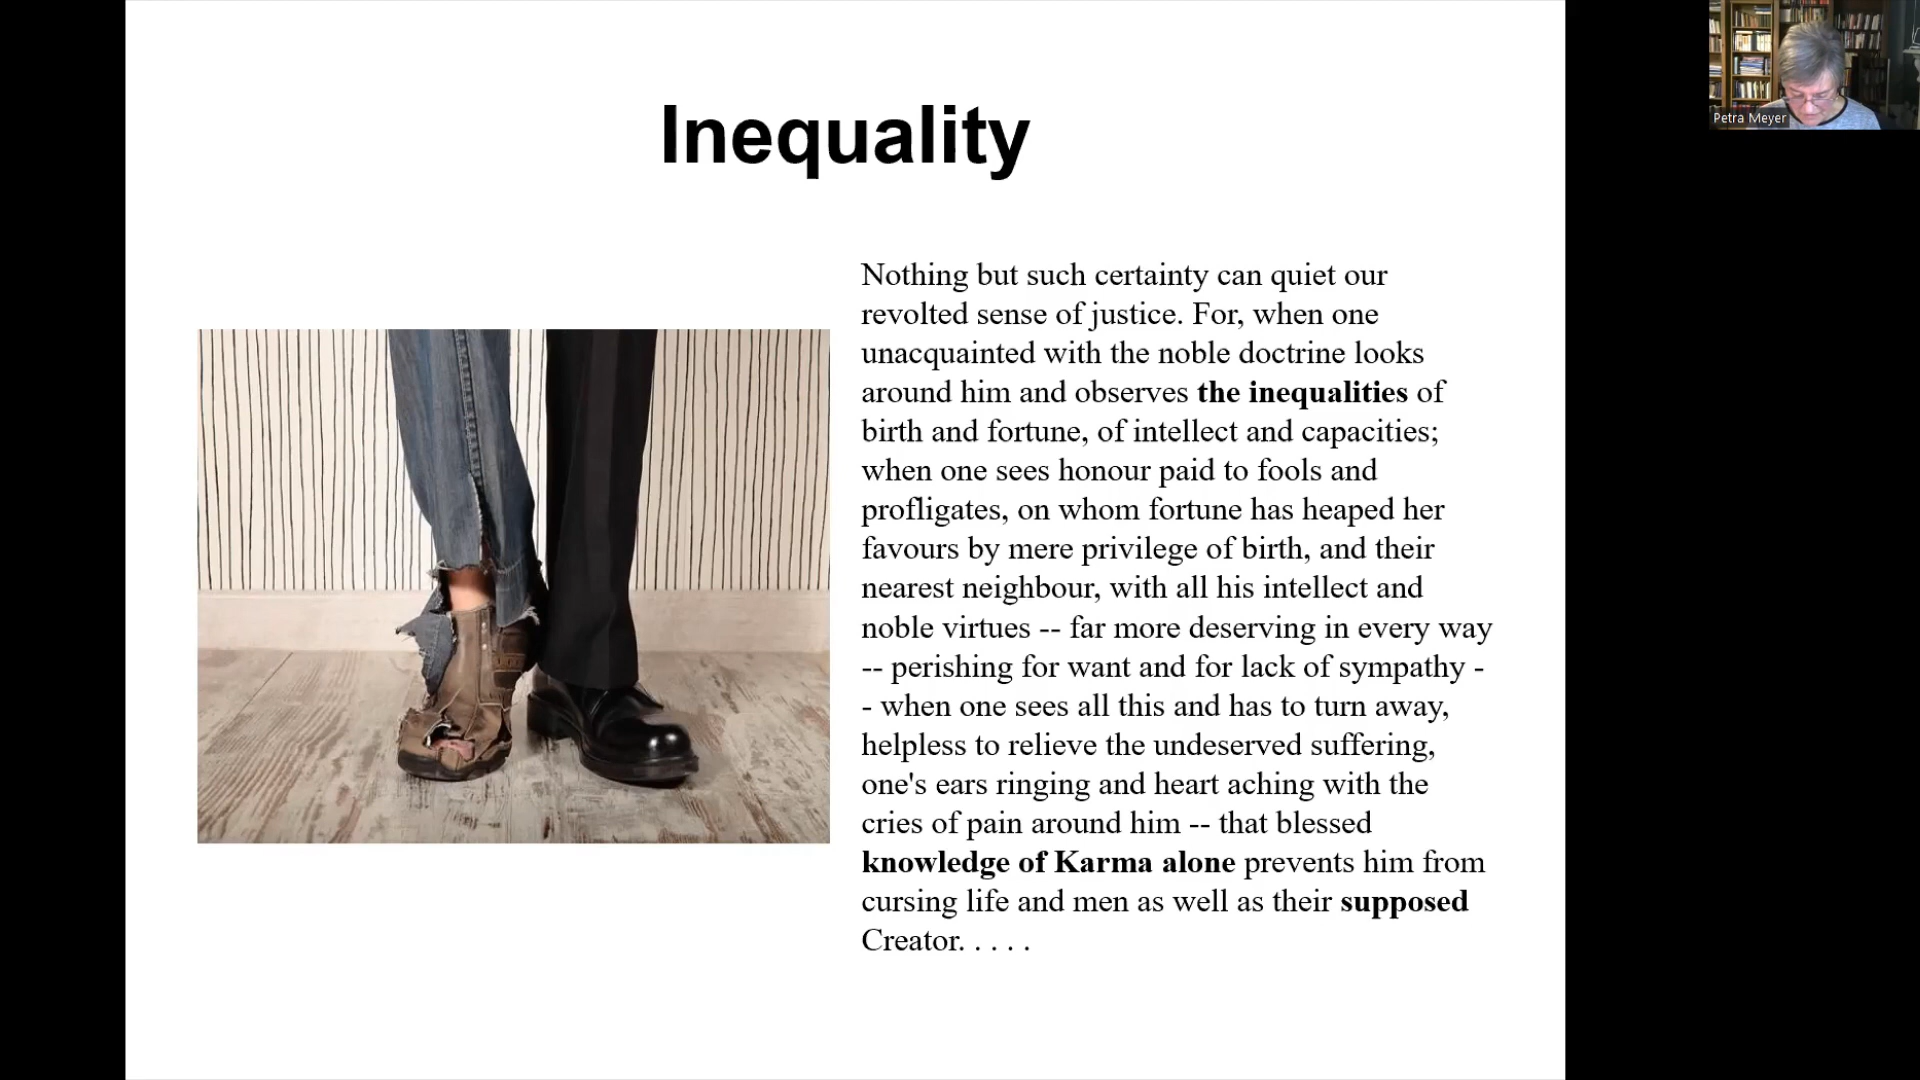 Inequality
Nothing but such certainty can quiet our
revolted sense of justice. For, when one
unacquainted with the noble doctrine looks
around him and observes the inequalities of
birth and fortune, of intellect and capacities;
when one sees honour paid to fools and
profligates, on whom fortune has heaped her
favours by mere privilege of birth, and their
nearest neighbour, with all his intellect and
noble virtues -- far more deserving in every way
-- perishing for want and for lack of sympathy -
- when one sees all this and has to turn away,
helpless to relieve the undeserved suffering,
one's ears ringing and heart aching with the
cries of pain around him -- that blessed
knowledge of Karma alone prevents him from
cursing life and men as well as their supposed
Creator. . . . .
Petra Meyer